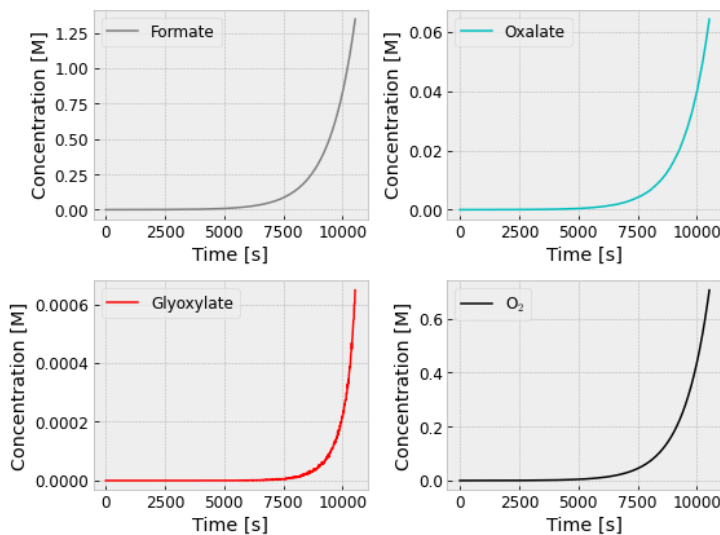 Formate
Concentration [M]
1.25
1.00
0.75
0.50
0.25
0.00
0 2500 5000 7500 10000
Time [s]
Oxalate
Concentration [M]
0.06
0.04
0.02
0.00
0 2500 5000 7500 10000
Time [s]
Glyoxylate
Concentration [M]
0.0006
0.0004
0.0002
0.0000
0 2500 5000 7500 10000
Time [s]
O₂
Concentration [M]
0.6
0.4
0.2
0.0
0 2500 5000 7500 10000
Time [s]